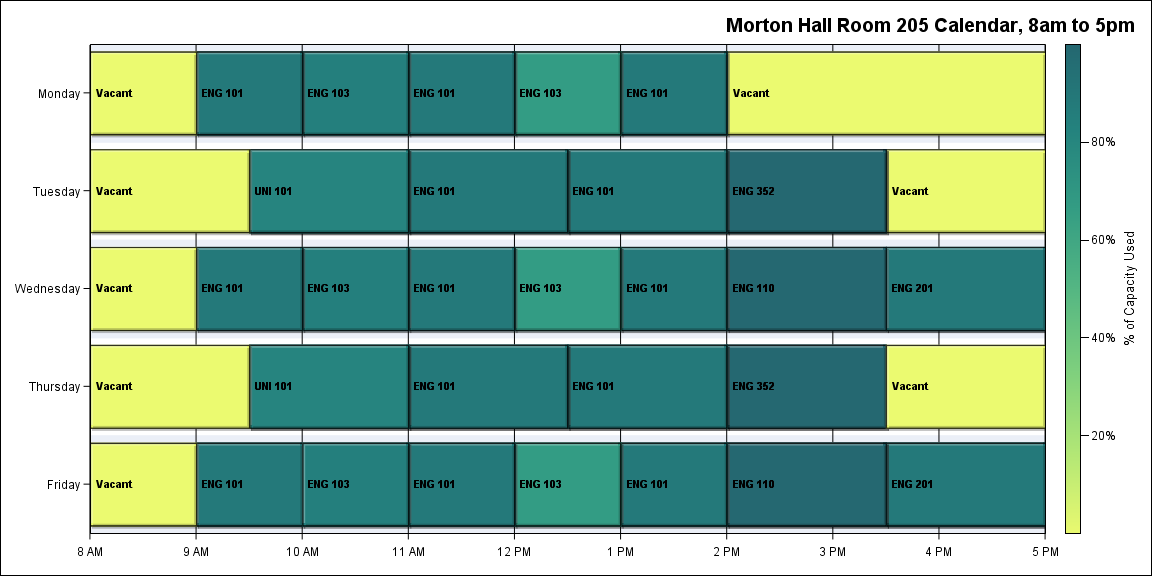 Morton Hall Room 205 Calendar, 8am to 5pm
Monday
Vacant
ENG 101
ENG 103
ENG 101
ENG 103
ENG 101
Vacant
Tuesday
Vacant
UNI 101
ENG 101
ENG 101
ENG 352
Vacant
Wednesday
Vacant
ENG 101
ENG 103
ENG 101
ENG 103
ENG 101
ENG 110
ENG 201
Thursday
Vacant
UNI 101
ENG 101
ENG 101
ENG 352
Vacant
Friday
Vacant
ENG 101
ENG 103
ENG 101
ENG 103
ENG 101
ENG 110
ENG 201
8 AM
9 AM
10 AM
11 AM
12 PM
1 PM
2 PM
3 PM
4 PM
5 PM
80%
60%
40%
20%
% of Capacity Used